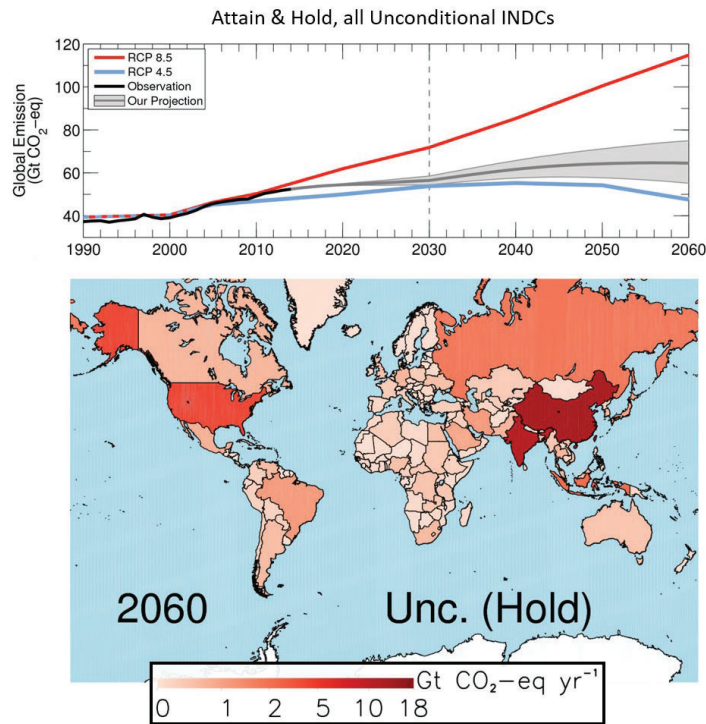 Attain & Hold, all Unconditional INDCs
120
100
80
60
40
Global Emission
(Gt CO₂-eq)
RCP 8.5
RCP 4.5
Observation
Our Projection
1990 2000 2010 2020 2030 2040 2050 2060
2060 Unc. (Hold)
Gt CO₂-eq yr⁻¹
0 1 2 5 10 18